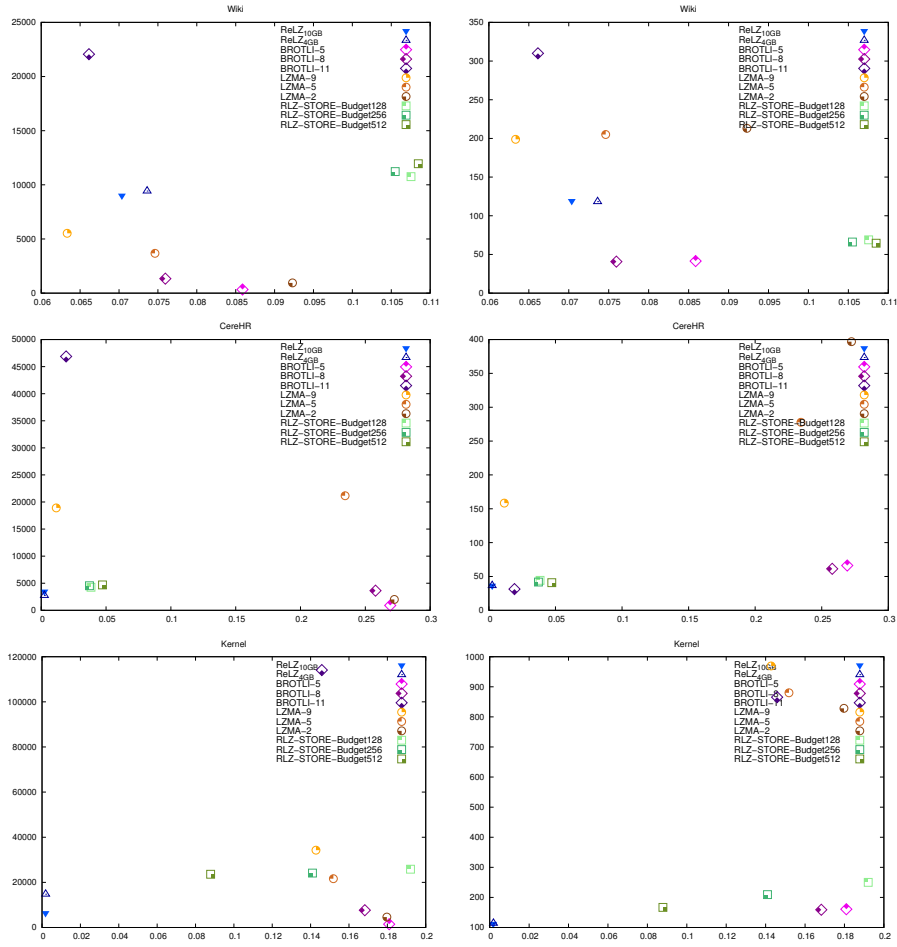 Wiki
25000
20000
15000
10000
5000
0
0.06 0.065 0.07 0.075 0.08 0.085 0.09 0.095 0.1 0.105 0.11
ReLZ10GB
ReLZ4GB
BROTLI-5
BROTLI-8
BROTLI-11
LZMA-9
LZMA-5
LZMA-2
RLZ-STORE-Budget128
RLZ-STORE-Budget256
RLZ-STORE-Budget512
Wiki
350
300
250
200
150
100
50
0
0.06 0.065 0.07 0.075 0.08 0.085 0.09 0.095 0.1 0.105 0.11
ReLZ10GB
ReLZ4GB
BROTLI-5
BROTLI-8
BROTLI-11
LZMA-9
LZMA-5
LZMA-2
RLZ-STORE-Budget128
RLZ-STORE-Budget256
RLZ-STORE-Budget512
CereHR
50000
45000
40000
35000
30000
25000
20000
15000
10000
5000
0
0 0.05 0.1 0.15 0.2 0.25 0.3
ReLZ10GB
ReLZ4GB
BROTLI-5
BROTLI-8
BROTLI-11
LZMA-9
LZMA-5
LZMA-2
RLZ-STORE-Budget128
RLZ-STORE-Budget256
RLZ-STORE-Budget512
CereHR
400
350
300
250
200
150
100
50
0
0 0.05 0.1 0.15 0.2 0.25 0.3
ReLZ10GB
ReLZ4GB
BROTLI-5
BROTLI-8
BROTLI-11
LZMA-9
LZMA-5
LZMA-2
RLZ-STORE-Budget128
RLZ-STORE-Budget256
RLZ-STORE-Budget512
Kernel
120000
100000
80000
60000
40000
20000
0
0 0.02 0.04 0.06 0.08 0.1 0.12 0.14 0.16 0.18 0.2
ReLZ10GB
ReLZ4GB
BROTLI-5
BROTLI-8
BROTLI-11
LZMA-9
LZMA-5
LZMA-2
RLZ-STORE-Budget128
RLZ-STORE-Budget256
RLZ-STORE-Budget512
Kernel
1000
900
800
700
600
500
400
300
200
100
0 0.02 0.04 0.06 0.08 0.1 0.12 0.14 0.16 0.18 0.2
ReLZ10GB
ReLZ4GB
BROTLI-5
BROTLI-8
BROTLI-11
LZMA-9
LZMA-5
LZMA-2
RLZ-STORE-Budget128
RLZ-STORE-Budget256
RLZ-STORE-Budget512